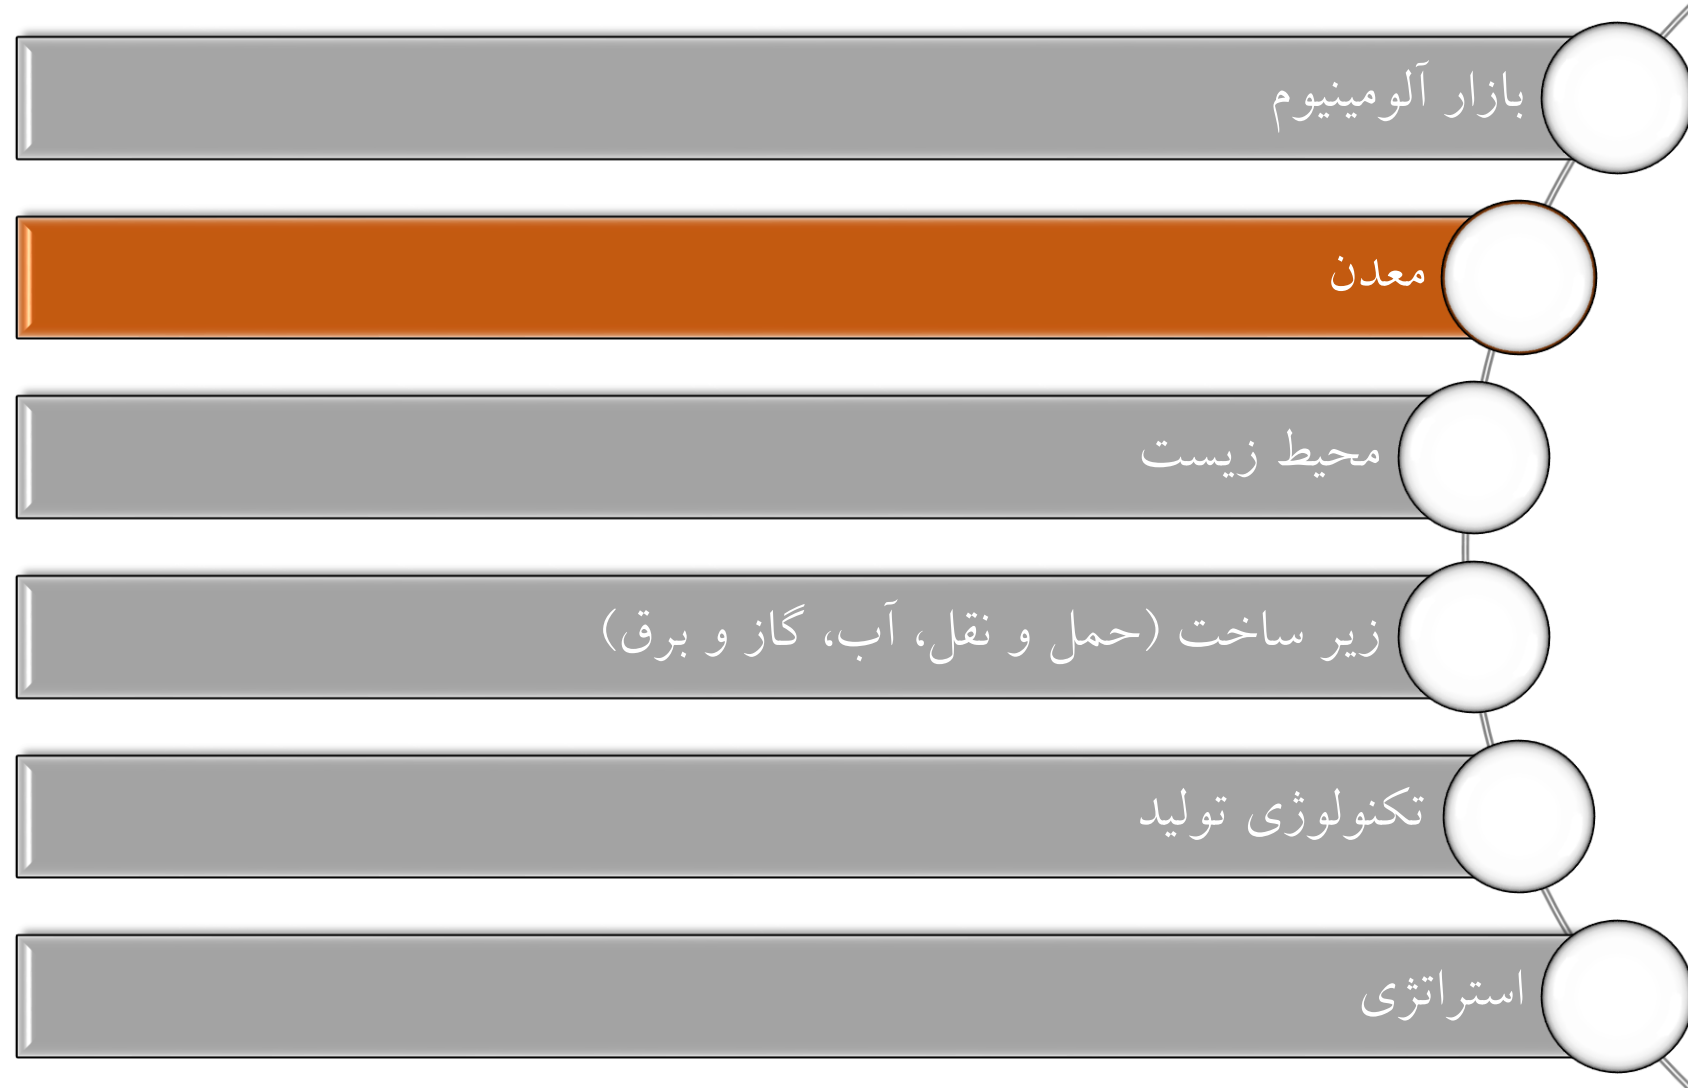 بازار آلومینیوم
معدن
محیط زیست
زیر ساخت (حمل و نقل، آب، گاز و برق)
تکنولوژی تولید
استراتژی